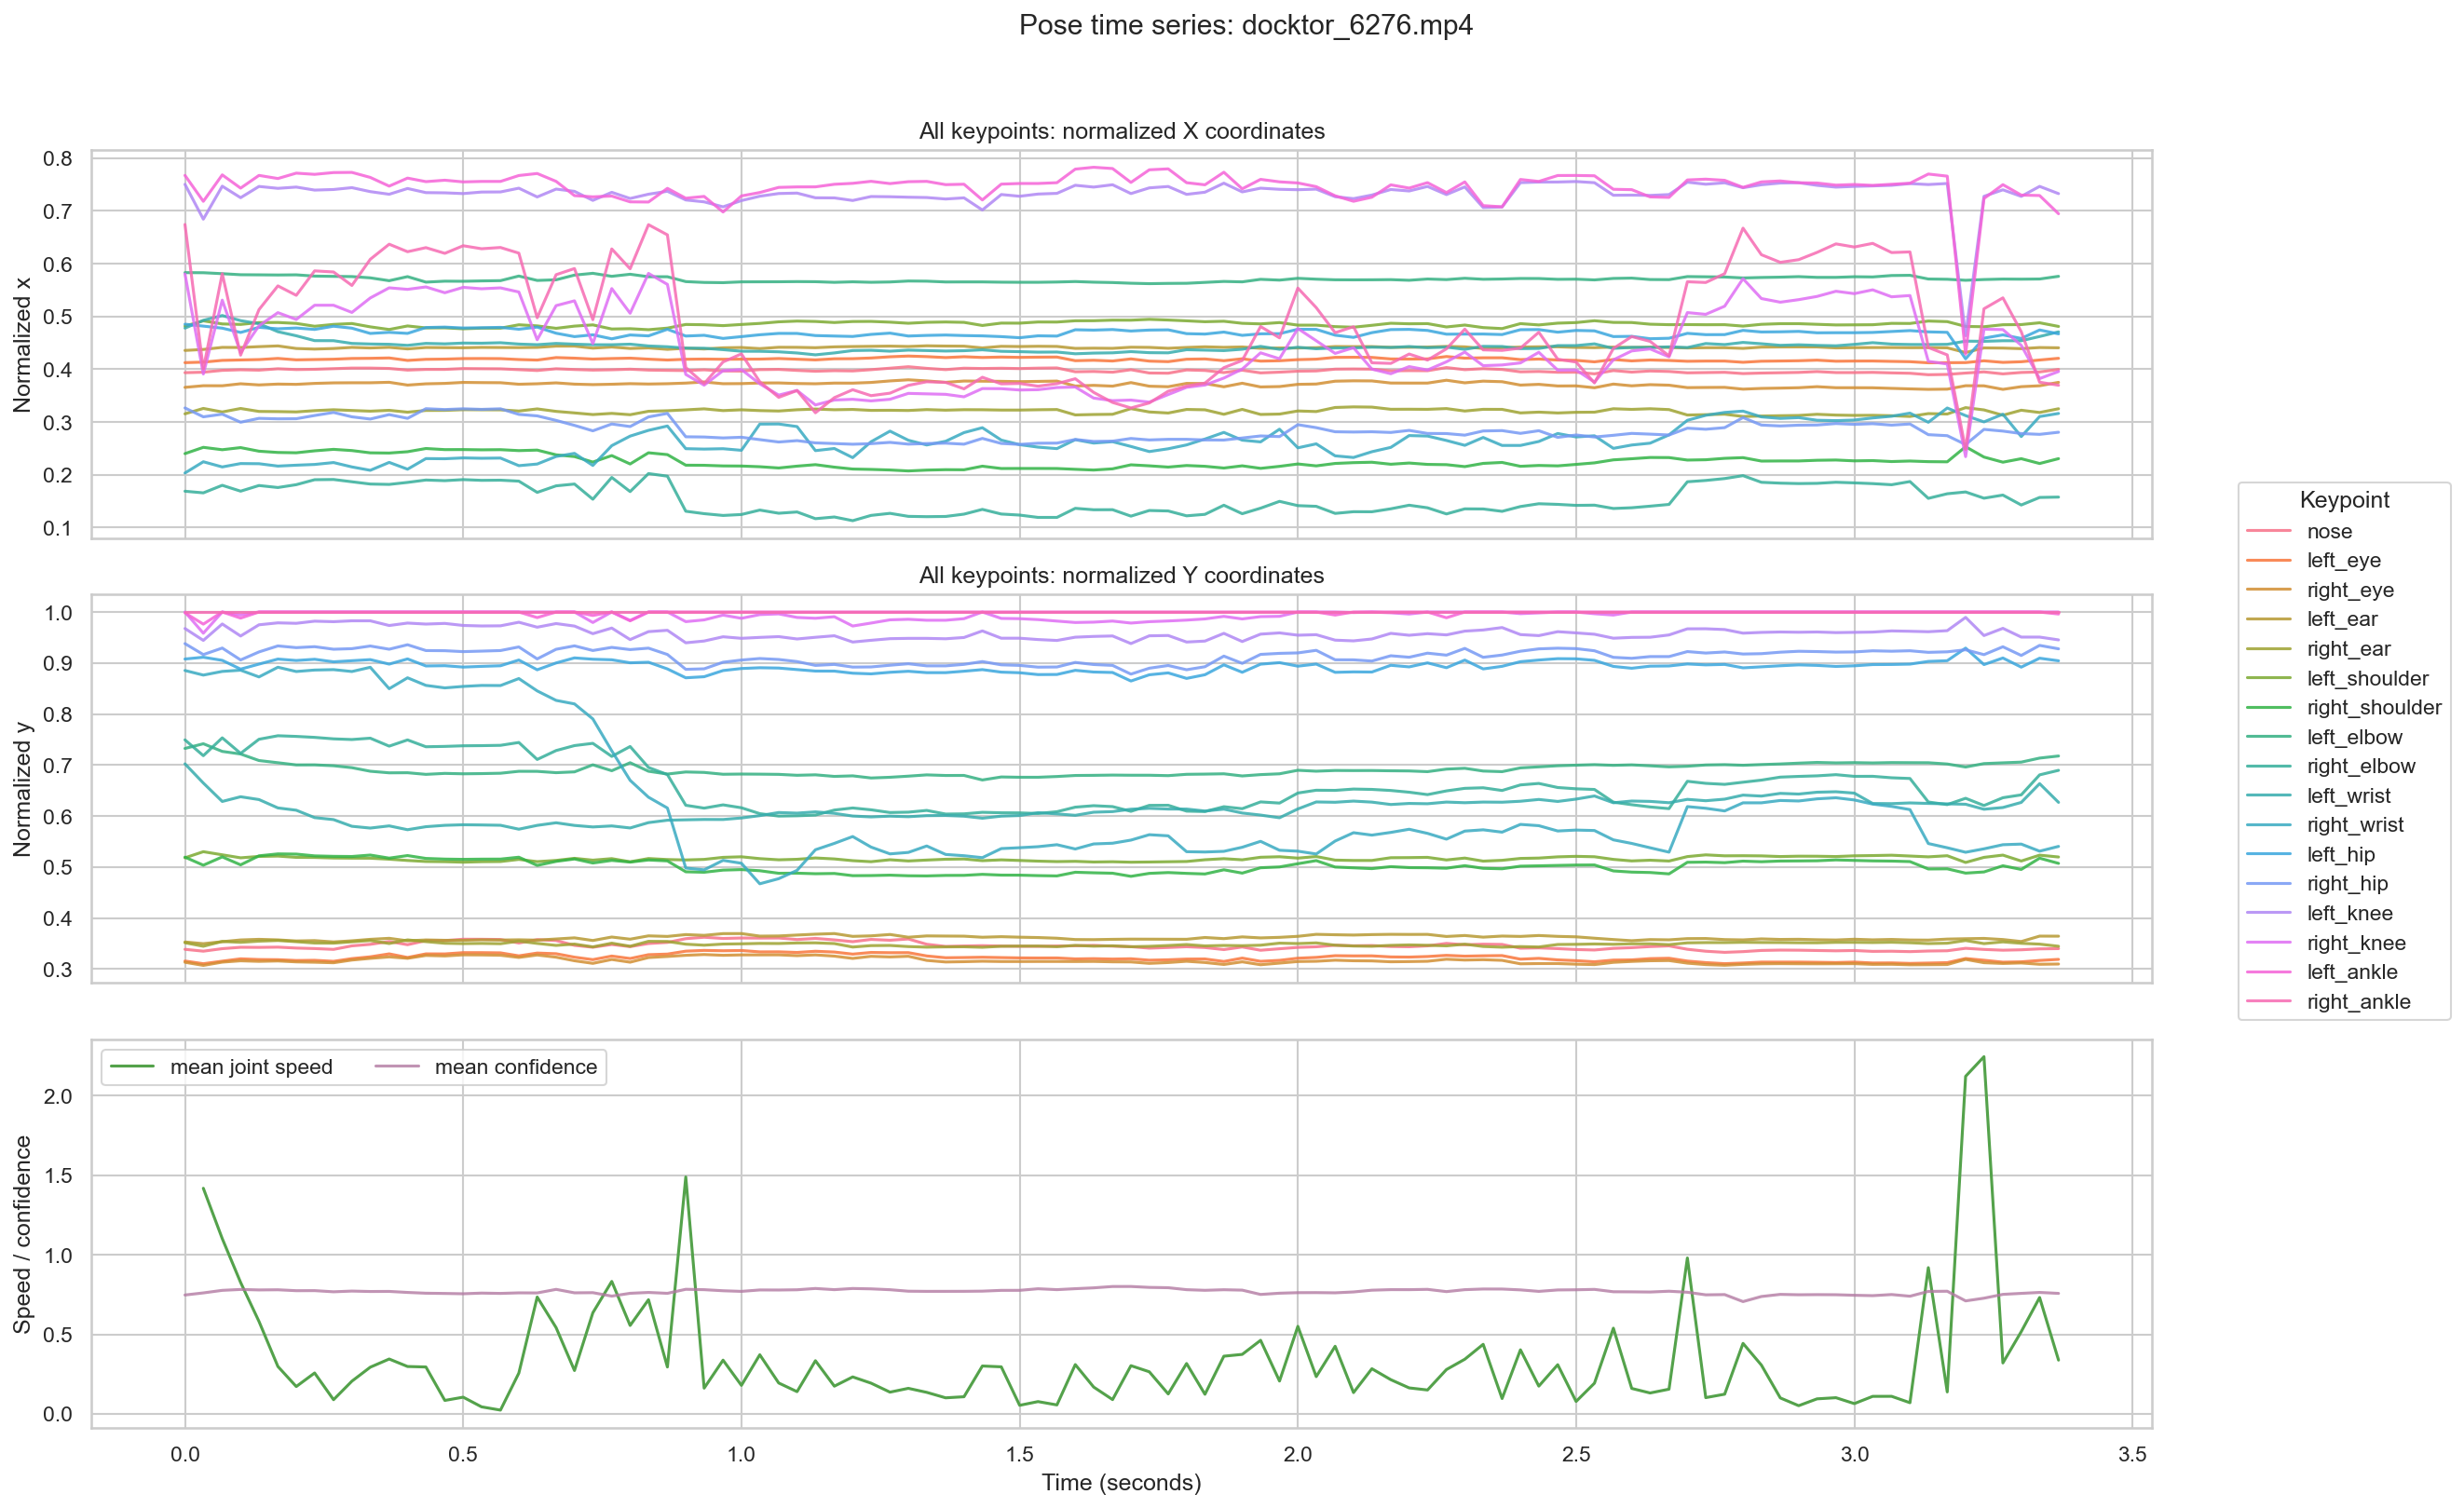 Pose time series: docktor_6276.mp4
All keypoints: normalized X coordinates
Normalized x
0.8
0.7
0.6
0.5
0.4
0.3
0.2
0.1
All keypoints: normalized Y coordinates
Normalized y
1.0
0.9
0.8
0.7
0.6
0.5
0.4
0.3
Keypoint
nose
left_eye
right_eye
left_ear
right_ear
left_shoulder
right_shoulder
left_elbow
right_elbow
left_wrist
right_wrist
left_hip
right_hip
left_knee
right_knee
left_ankle
right_ankle
mean joint speed mean confidence
Speed / confidence
2.0
1.5
1.0
0.5
0.0
0.0 0.5 1.0 1.5 2.0 2.5 3.0 3.5
Time (seconds)